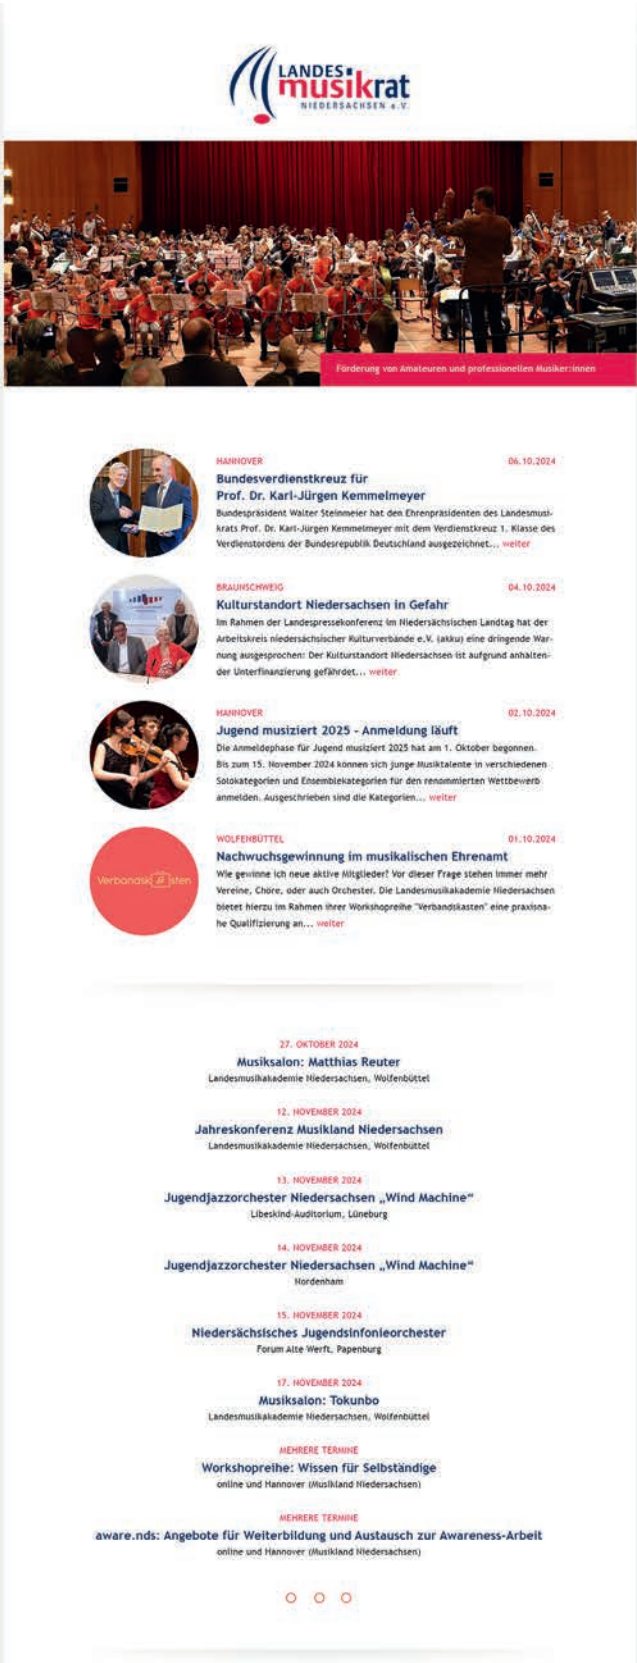 LANDES
musikrat
NIEDERSACHSEN e.V.
Förderung von Amateuren und professionellen Musiker:innen
HANNOVER 06.10.2024
Bundesverdienstkreuz für
Prof. Dr. Karl-Jürgen Kemmelmeyer
Bundespräsident Walter Steinmeier hat den Ehrenpräsidenten des Landesmusi-
krats Prof. Dr. Karl-Jürgen Kemmelmeyer mit dem Verdienstkreuz 1. Klasse des
Verdienstordens der Bundesrepublik Deutschland ausgezeichnet... weiter
BRAUNSCHWEIG 04.10.2024
Kulturstandort Niedersachsen in Gefahr
Im Rahmen der Landespressekonferenz im Niedersächsischen Landtag hat der
Arbeitskreis niedersächsischer Kulturverbände e.V. (akku) eine dringende War-
nung ausgesprochen: Der Kulturstandort Niedersachsen ist aufgrund anhalten-
der Unterfinanzierung gefährdet... weiter
HANNOVER 02.10.2024
Jugend musiziert 2025 - Anmeldung läuft
Die Anmeldephase für Jugend musiziert 2025 hat am 1. Oktober begonnen.
Bis zum 15. November 2024 können sich junge Musiktalente in verschiedenen
Solokategorien und Ensemblekategorien für den renommierten Wettbewerb
anmelden. Ausgeschrieben sind die Kategorien... weiter
Verbandsk#sten
WOLFENBÜTTEL 01.10.2024
Nachwuchsgewinnung im musikalischen Ehrenamt
Wie gewinne ich neue aktive Mitglieder? Vor dieser Frage stehen immer mehr
Vereine, Chöre, oder auch Orchester. Die Landesmusikakademie Niedersachsen
bietet hierzu im Rahmen ihrer Workshopreihe "Verbandskasten" eine praxisna-
he Qualifizierung an... weiter
27. OKTOBER 2024
Musiksalon: Matthias Reuter
Landesmusikakademie Niedersachsen, Wolfenbüttel
12. NOVEMBER 2024
Jahreskonferenz Musikland Niedersachsen
Landesmusikakademie Niedersachsen, Wolfenbüttel
13. NOVEMBER 2024
Jugendjazzorchester Niedersachsen „Wind Machine“
Libeskind-Auditorium, Lüneburg
14. NOVEMBER 2024
Jugendjazzorchester Niedersachsen „Wind Machine“
Nordenham
15. NOVEMBER 2024
Niedersächsisches Jugendsinfonieorchester
Forum Alte Werft, Papenburg
17. NOVEMBER 2024
Musiksalon: Tokunbo
Landesmusikakademie Niedersachsen, Wolfenbüttel
MEHRERE TERMINE
Workshopreihe: Wissen für Selbständige
online und Hannover (Musikland Niedersachsen)
MEHRERE TERMINE
aware.nds: Angebote für Weiterbildung und Austausch zur Awareness-Arbeit
online und Hannover (Musikland Niedersachsen)